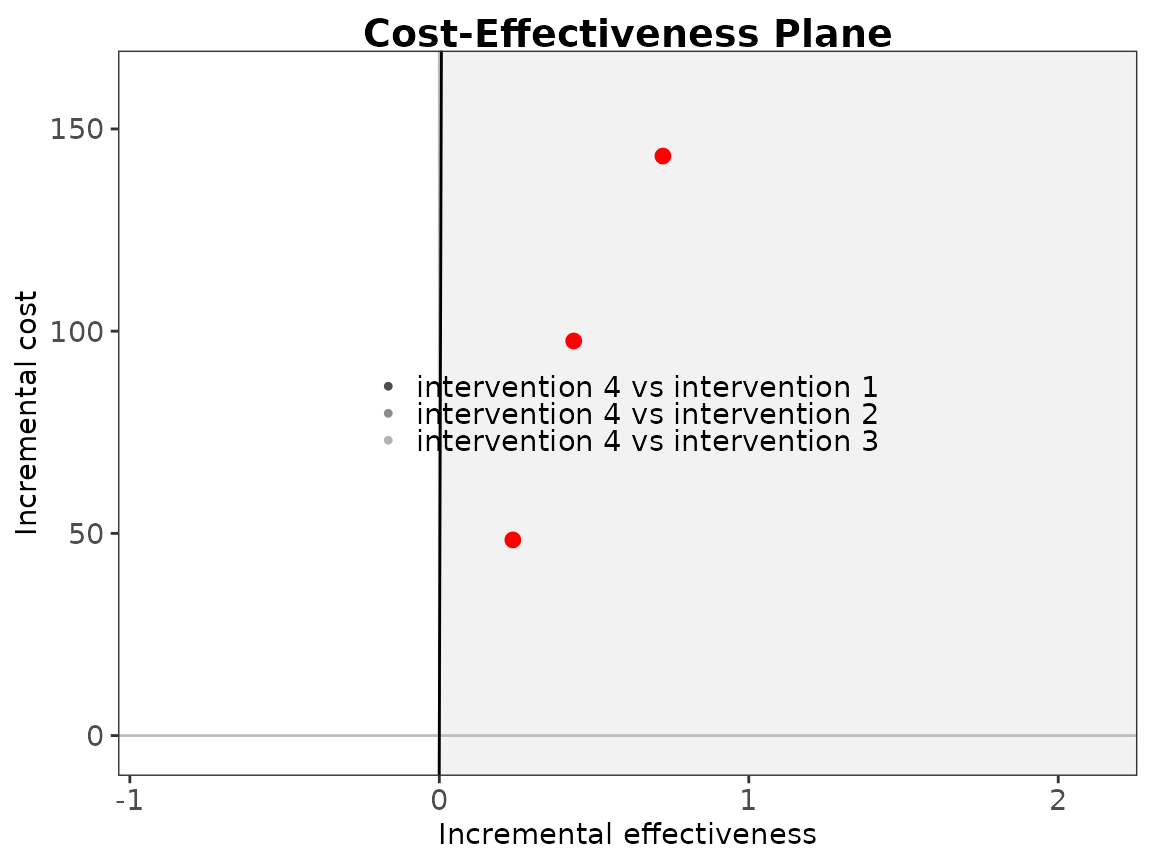 Cost-Effectiveness Plane
150
100
50
0
Incremental cost
intervention 4 vs intervention 1
intervention 4 vs intervention 2
intervention 4 vs intervention 3
-1 0 1 2
Incremental effectiveness